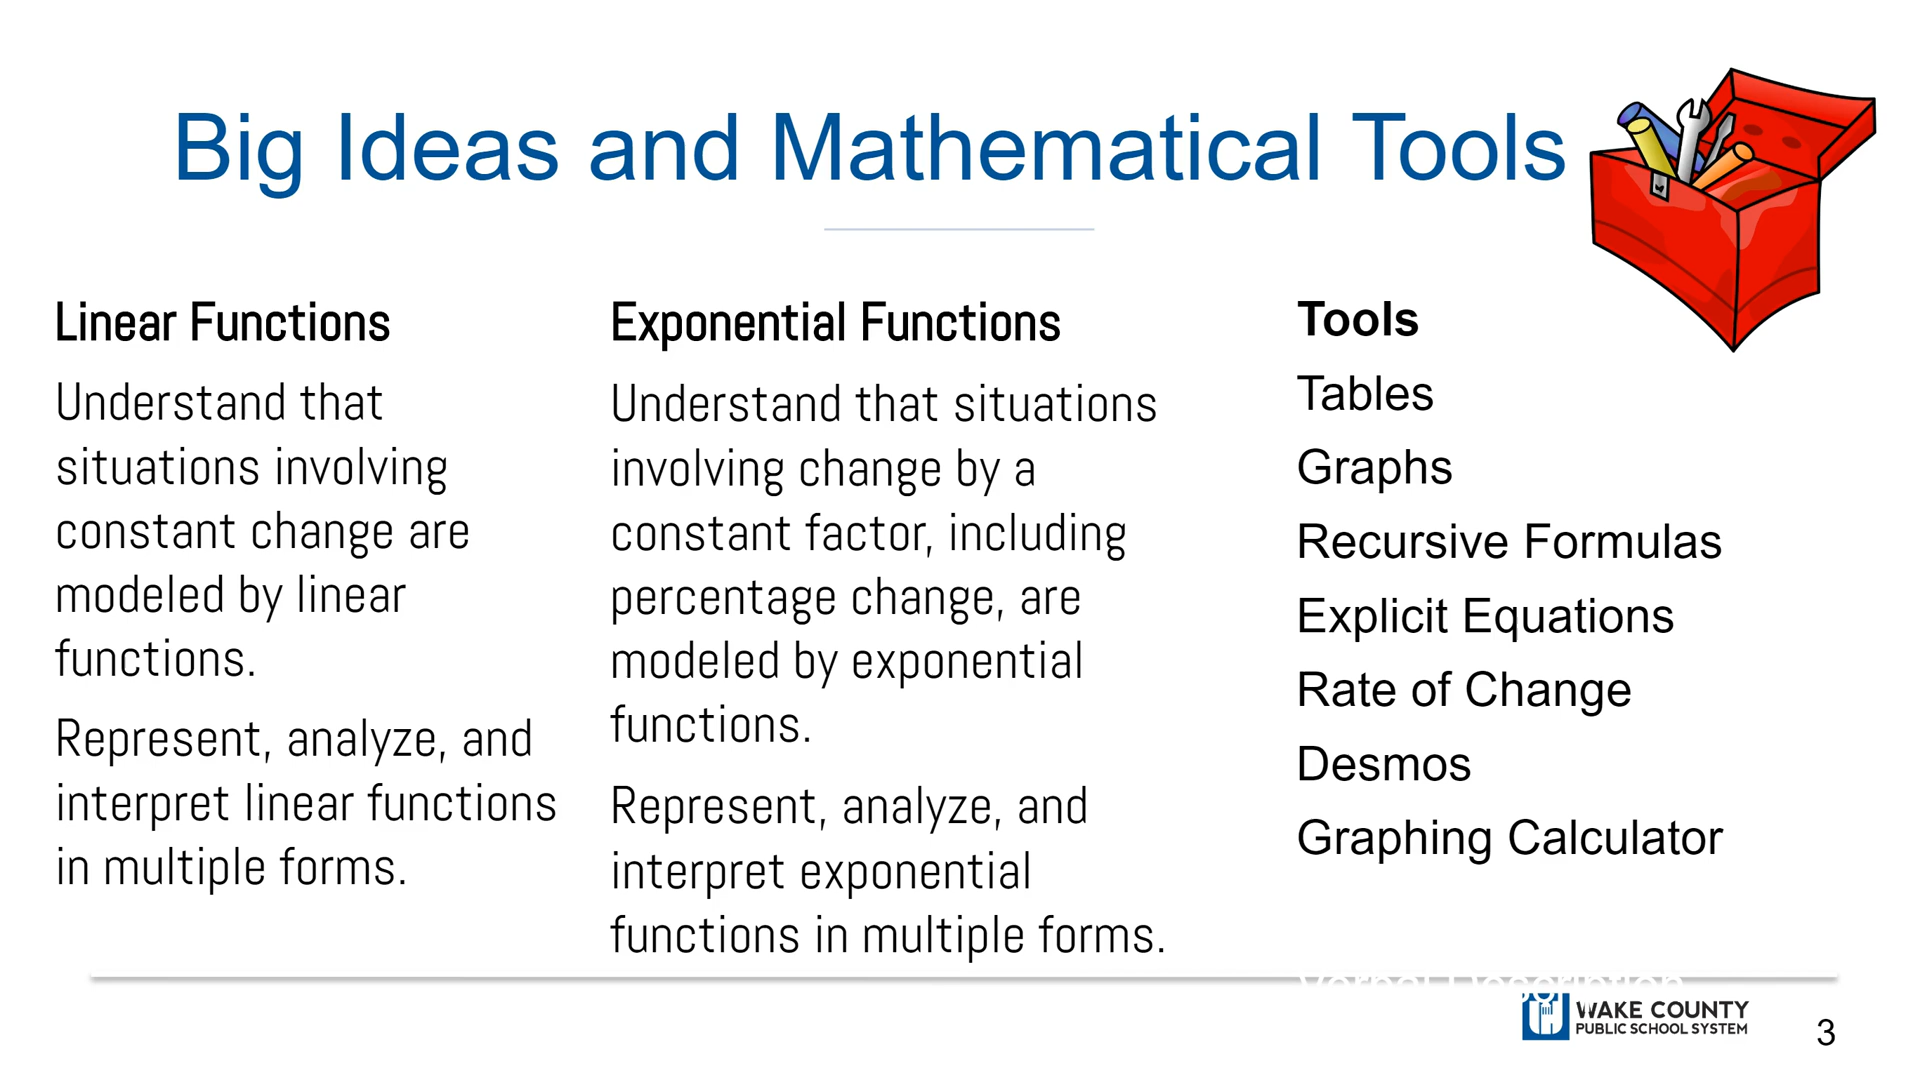 Big Ideas and Mathematical Tools
Linear Functions
Understand that
situations involving
constant change are
modeled by linear
functions.
Represent, analyze, and
interpret linear functions
in multiple forms.
Exponential Functions
Understand that situations
involving change by a
constant factor, including
percentage change, are
modeled by exponential
functions.
Represent, analyze, and
interpret exponential
functions in multiple forms.
Tools
Tables
Graphs
Recursive Formulas
Explicit Equations
Rate of Change
Desmos
Graphing Calculator
Verbal Description
WAKE COUNTY
PUBLIC SCHOOL SYSTEM
3